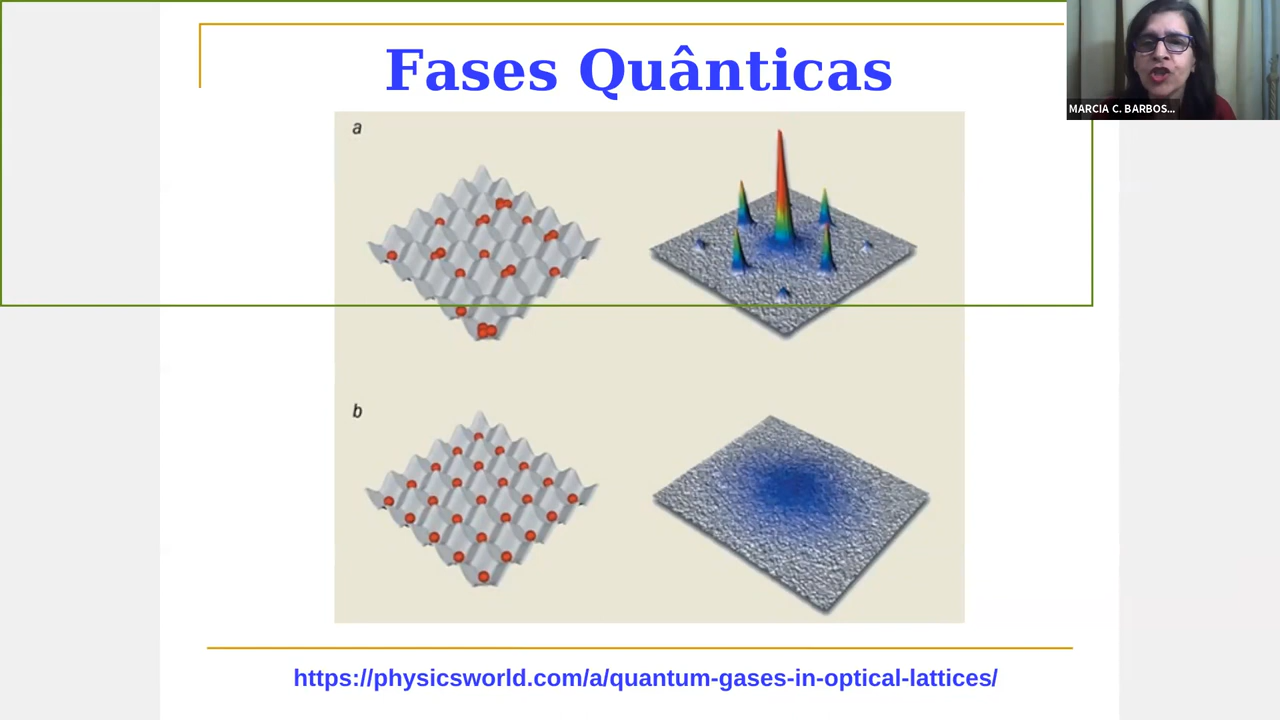 Fases Quânticas
MARCIA C. BARBOS...
a
b
https://physicsworld.com/a/quantum-gases-in-optical-lattices/